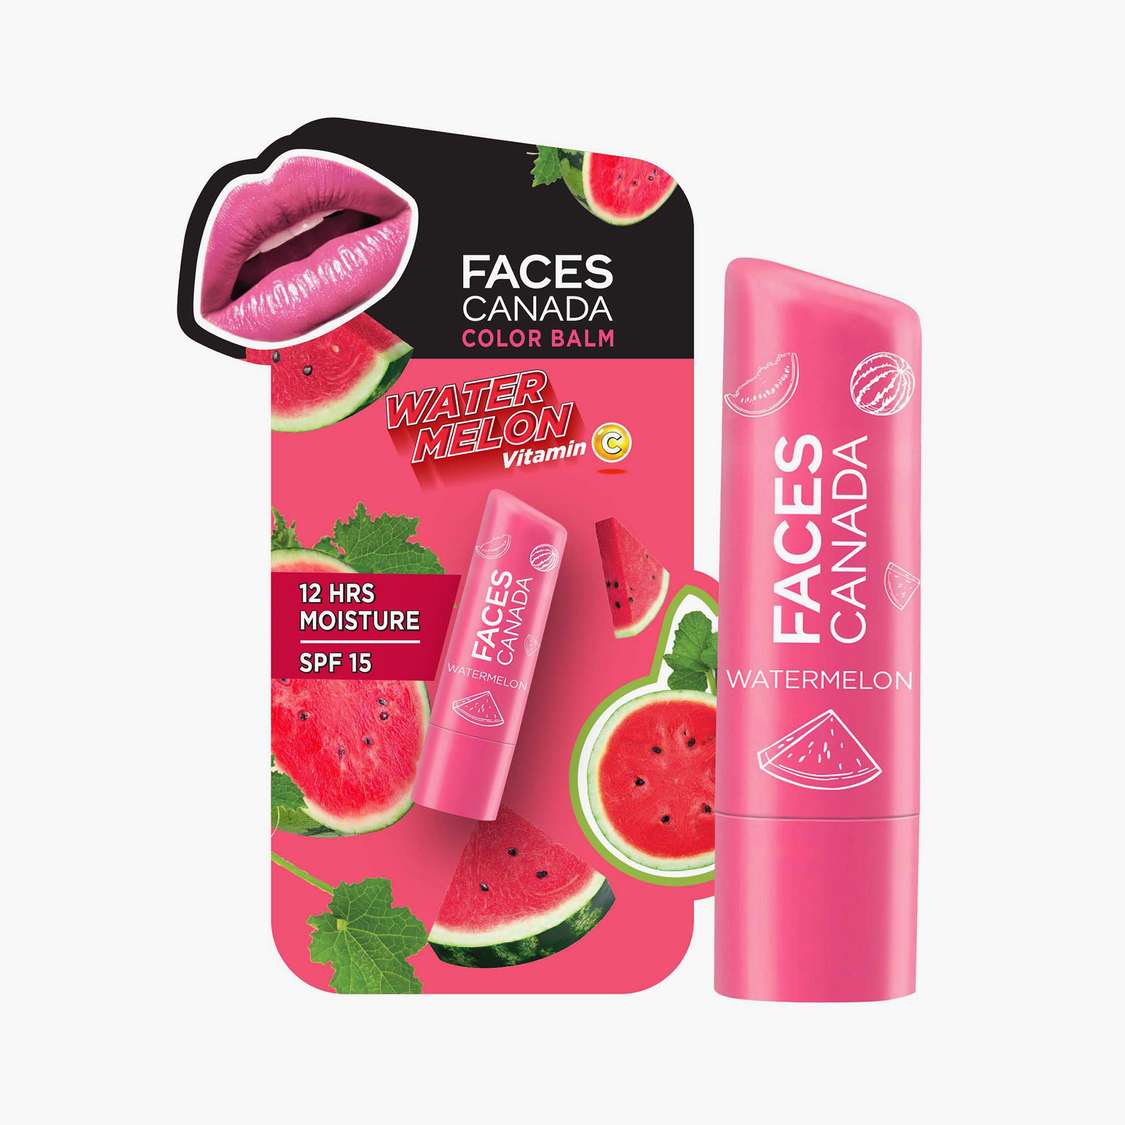 FACES
CANADA
COLOR BALM
WATER
MELON
Vitamin C
12 HRS
MOISTURE
SPF 15
FACES
CANADA
WATERMELON
FACES
CANADA
WATERMELON